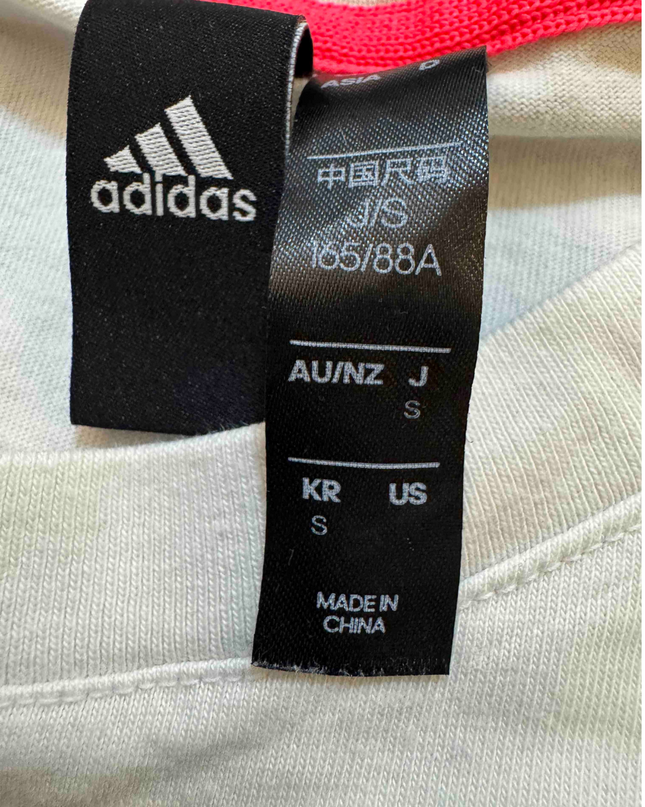 adidas
ASIA D
中国尺码
J/S
165/88A
AU/NZ J
S
KR US
S
MADE IN
CHINA